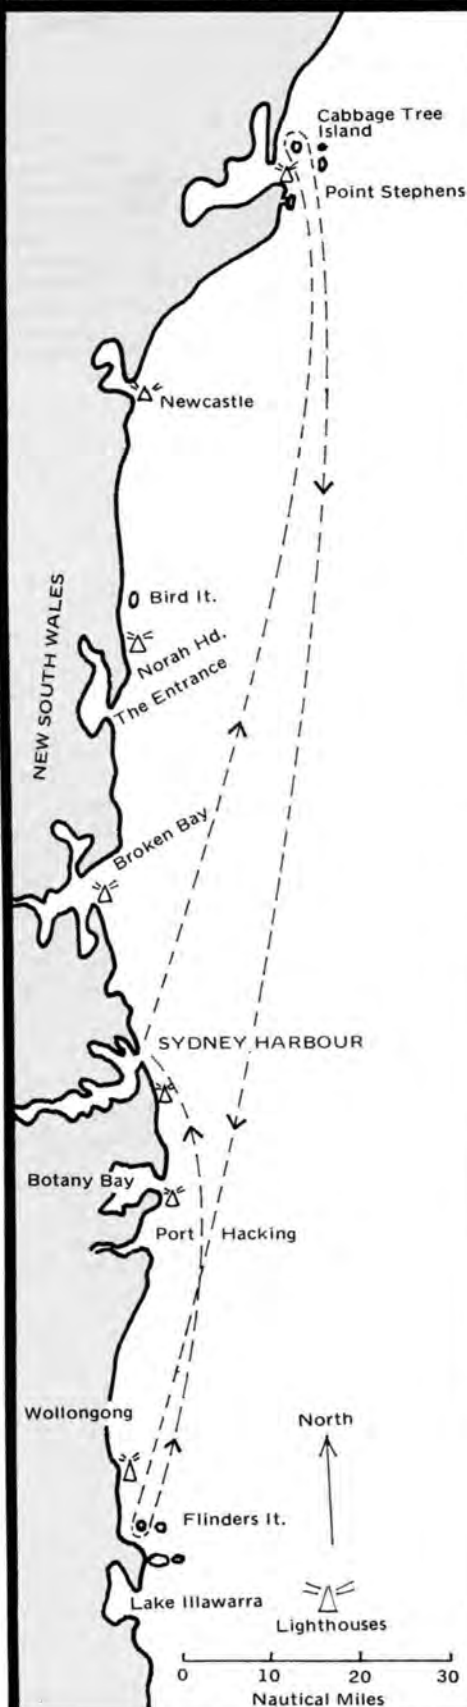 Cabbage Tree
Island
Point Stephens
Newcastle
Bird It.
Norah Hd.
The Entrance
NEW SOUTH WALES
Broken Bay
SYDNEY HARBOUR
Botany Bay
Port Hacking
Wollongong
North
Flinders It.
Lake Illawarra
Lighthouses
0 10 20 30
Nautical Miles